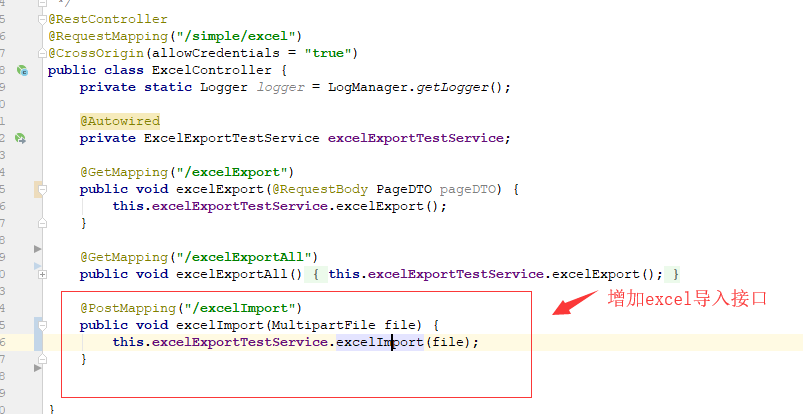 */
@RestController
@RequestMapping("/simple/excel")
@CrossOrigin(allowCredentials = "true")
public class ExcelController {
private static Logger logger = LogManager.getLogger();
@Autowired
private ExcelExportTestService excelExportTestService;
@GetMapping("/excelExport")
public void excelExport(@RequestBody PageDTO pageDTO) {
this.excelExportTestService.excelExport();
}
@GetMapping("/excelExportAll")
public void excelExportAll() { this.excelExportTestService.excelExport(); }
@PostMapping("/excelImport")
增加excel导入接口
public void excelImport(MultipartFile file) {
this.excelExportTestService.excelImport(file);
}
}